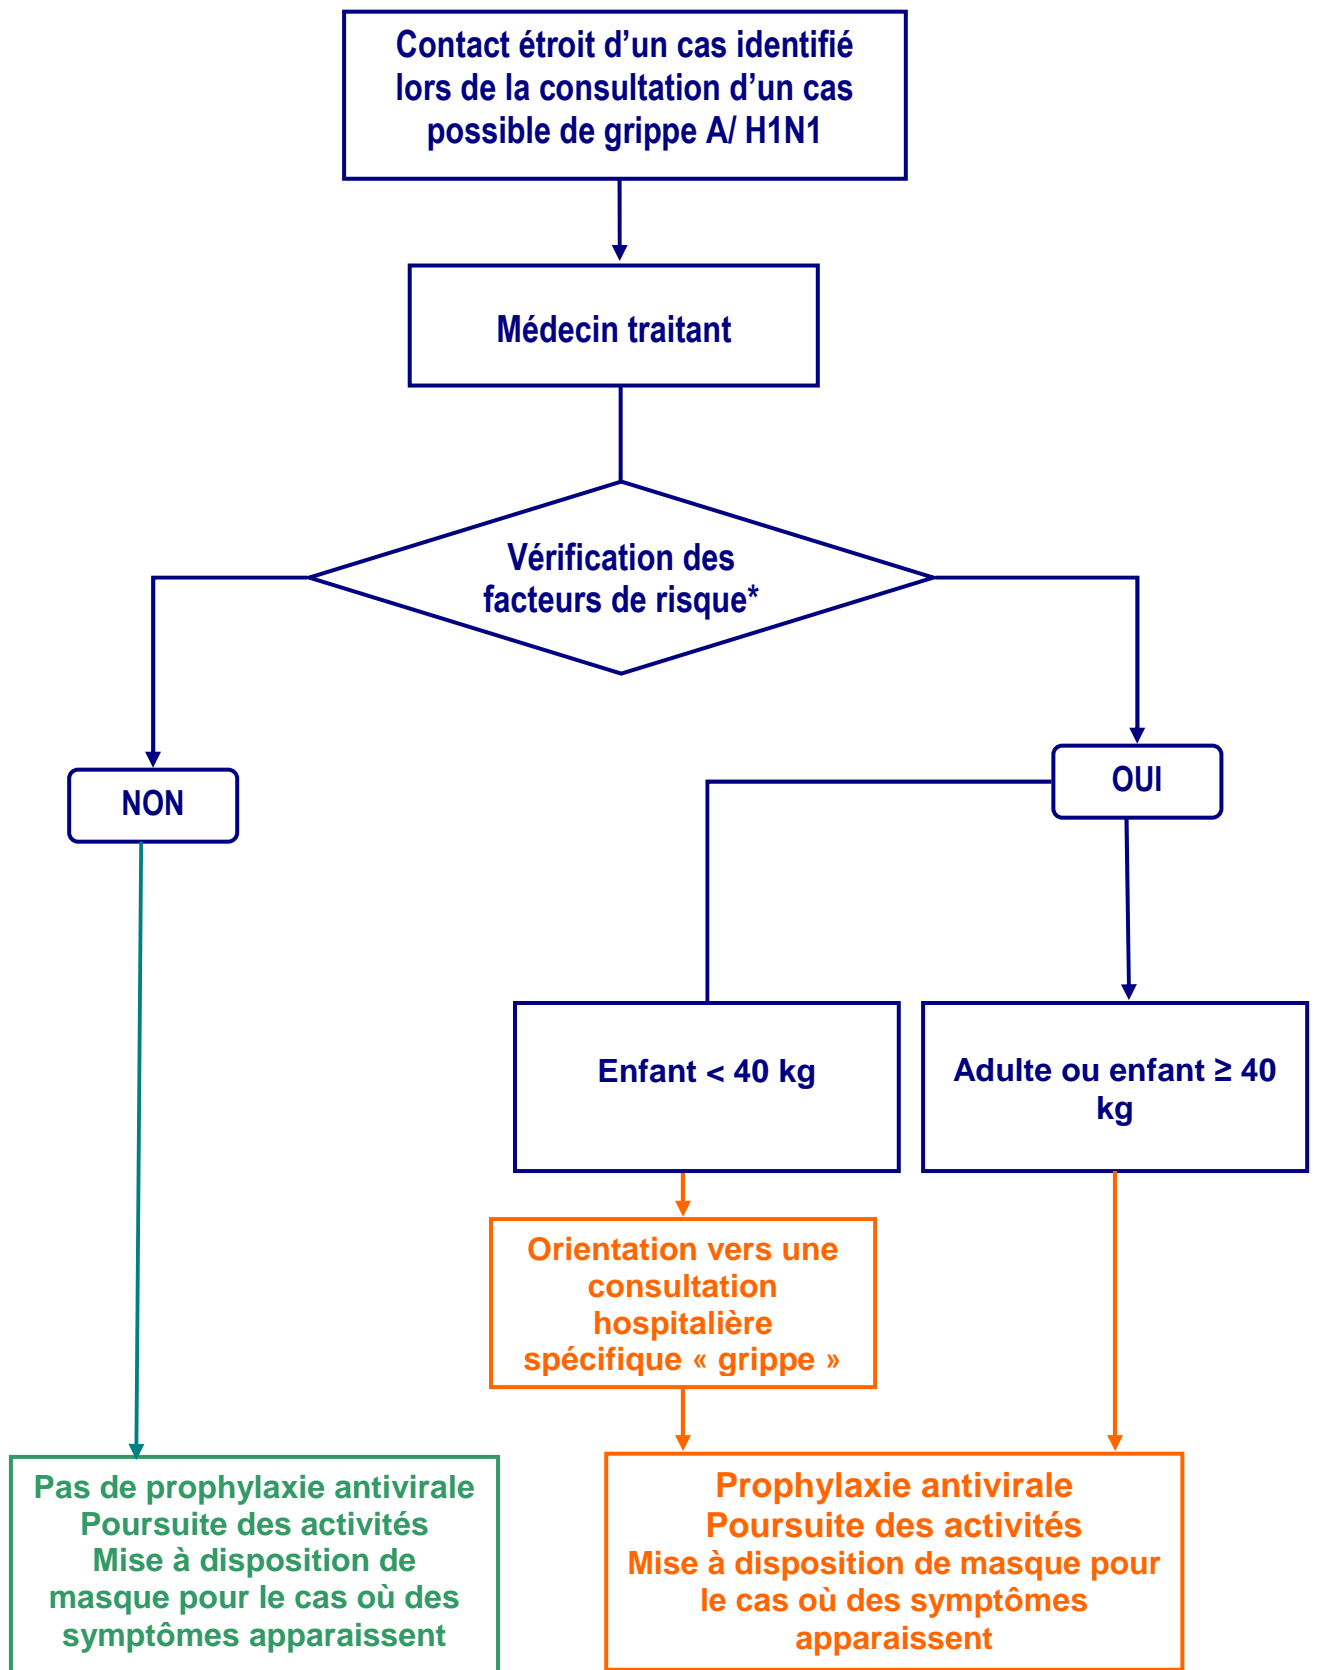 Contact étroit d’un cas identifié
lors de la consultation d’un cas
possible de grippe A/ H1N1
Médecin traitant
Vérification des
facteurs de risque*
NON
OUI
Enfant < 40 kg
Adulte ou enfant ≥ 40
kg
Orientation vers une
consultation
hospitalière
spécifique « grippe »
Pas de prophylaxie antivirale
Poursuite des activités
Mise à disposition de
masque pour le cas où des
symptômes apparaissent
Prophylaxie antivirale
Poursuite des activités
Mise à disposition de masque pour
le cas où des symptômes
apparaissent